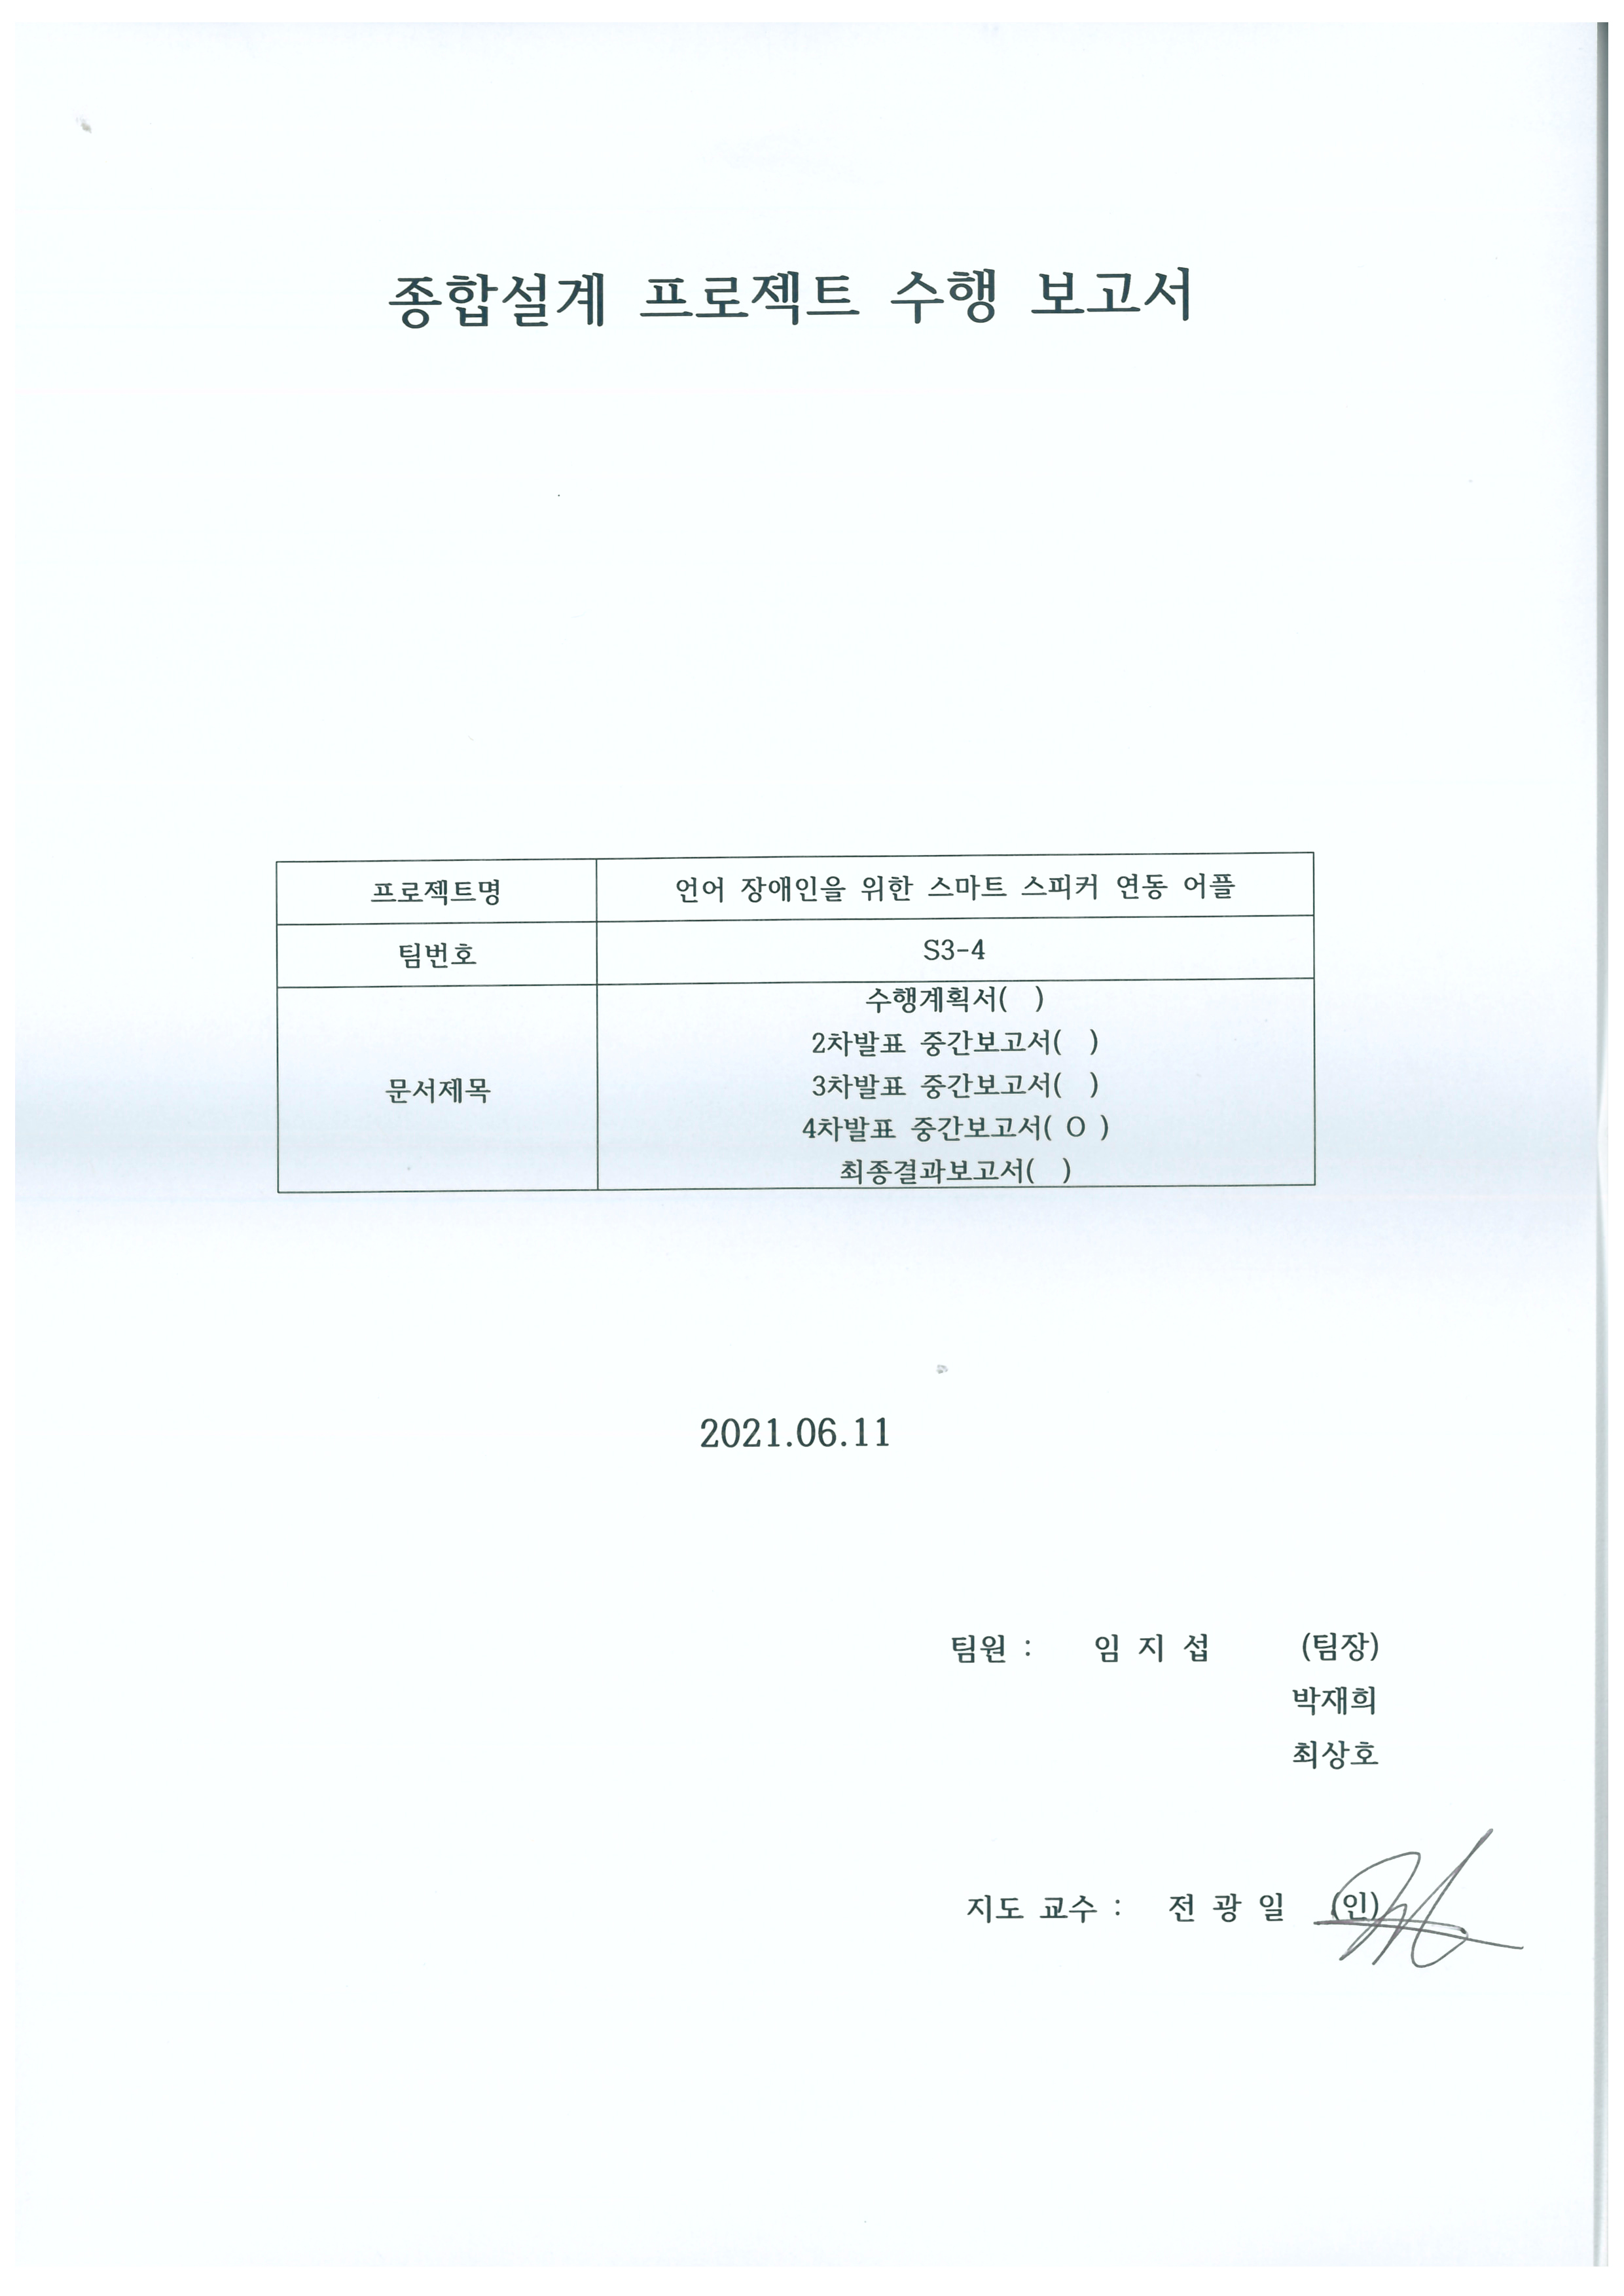 종합설계 프로젝트 수행 보고서
프로젝트명 언어 장애인을 위한 스마트 스피커 연동 어플
팀번호 S3-4
문서제목
수행계획서( )
2차발표 중간보고서( )
3차발표 중간보고서( )
4차발표 중간보고서( O )
최종결과보고서( )
2021.06.11
팀원 : 임 지 섭 (팀장)
박재희
최상호
지도 교수 : 전 광 일 (인)